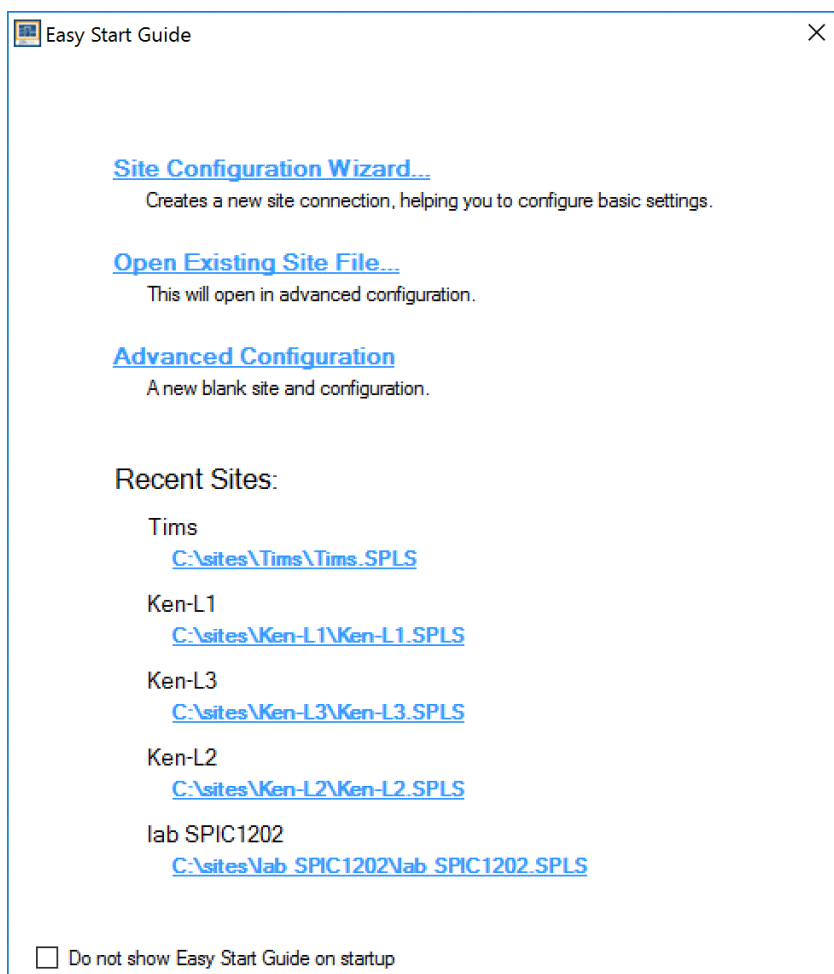 Easy Start Guide
Site Configuration Wizard...
Creates a new site connection, helping you to configure basic settings.
Open Existing Site File...
This will open in advanced configuration.
Advanced Configuration
A new blank site and configuration.
Recent Sites:
Tims
C:\sites\Tims\Tims.SPLS
Ken-L1
C:\sites\Ken-L1\Ken-L1.SPLS
Ken-L3
C:\sites\Ken-L3\Ken-L3.SPLS
Ken-L2
C:\sites\Ken-L2\Ken-L2.SPLS
lab SPIC1202
C:\sites\lab SPIC1202\lab SPIC1202.SPLS
Do not show Easy Start Guide on startup